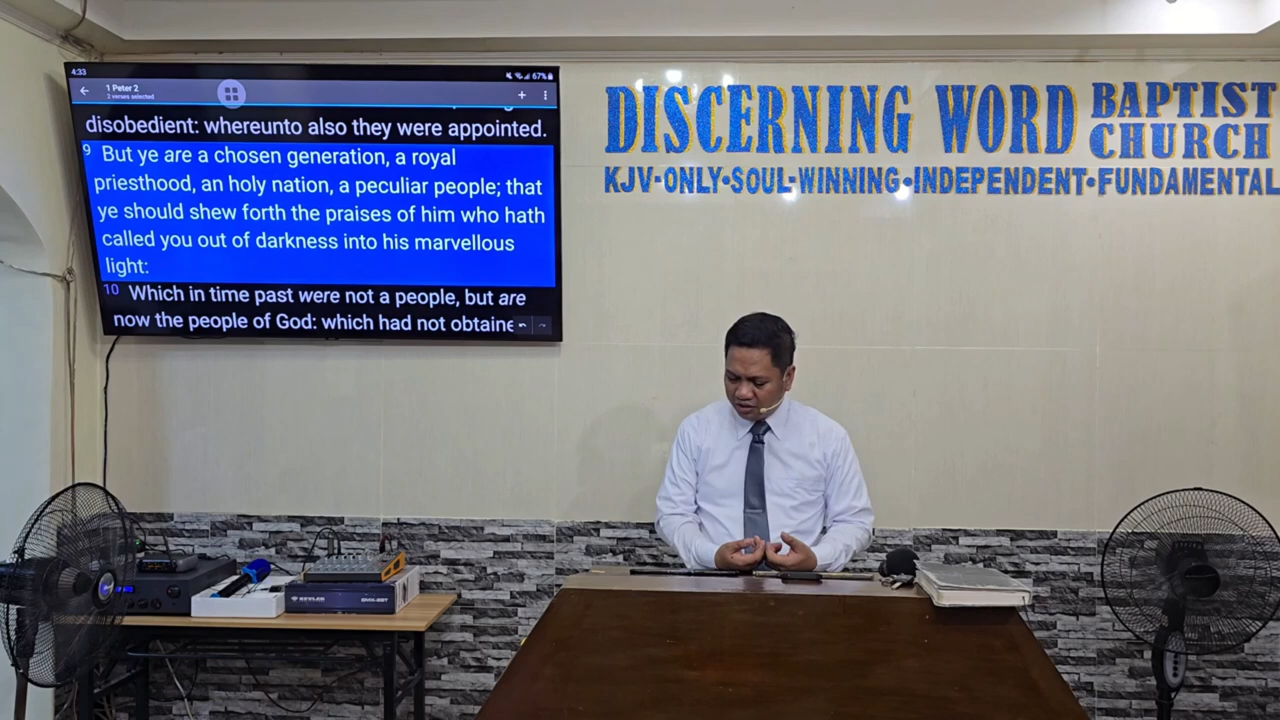 4:33
67%
1 Peter 2
2 verses selected
disobedient: whereunto also they were appointed.
9 But ye are a chosen generation, a royal
priesthood, an holy nation, a peculiar people; that
ye should shew forth the praises of him who hath
called you out of darkness into his marvellous
light:
10 Which in time past were not a people, but are
now the people of God: which had not obtaine
DISCERNING WORD BAPTIST CHURCH
KJV-ONLY•SOUL-WINNING•INDEPENDENT•FUNDAMENTAL